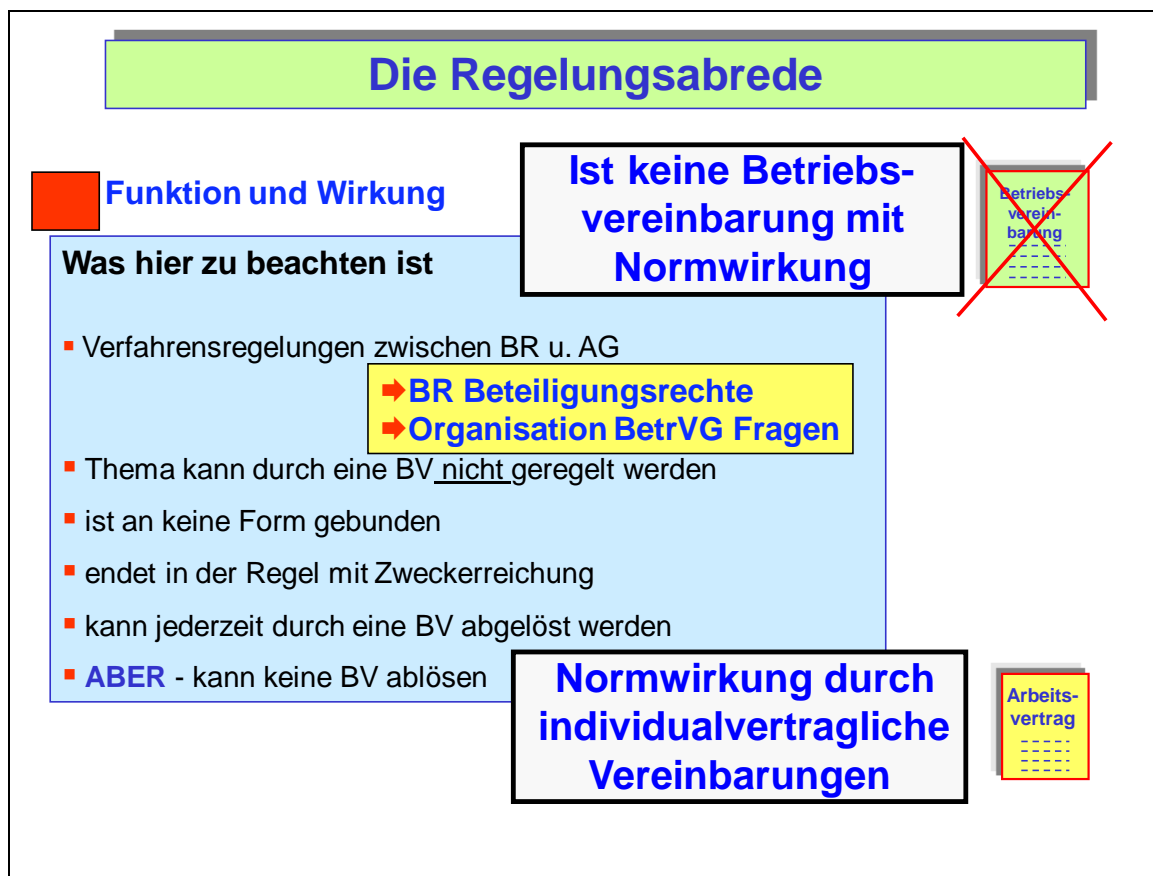 Die Regelungsabrede
Funktion und Wirkung
Ist keine Betriebs-
vereinbarung mit
Normwirkung
Betriebs-
verein-
barung
Was hier zu beachten ist
▪ Verfahrensregelungen zwischen BR u. AG
➡BR Beteiligungsrechte
➡Organisation BetrVG Fragen
▪ Thema kann durch eine BV nicht geregelt werden
▪ ist an keine Form gebunden
▪ endet in der Regel mit Zweckerreichung
▪ kann jederzeit durch eine BV abgelöst werden
▪ ABER - kann keine BV ablösen
Normwirkung durch
individualvertragliche
Vereinbarungen
Arbeits-
vertrag